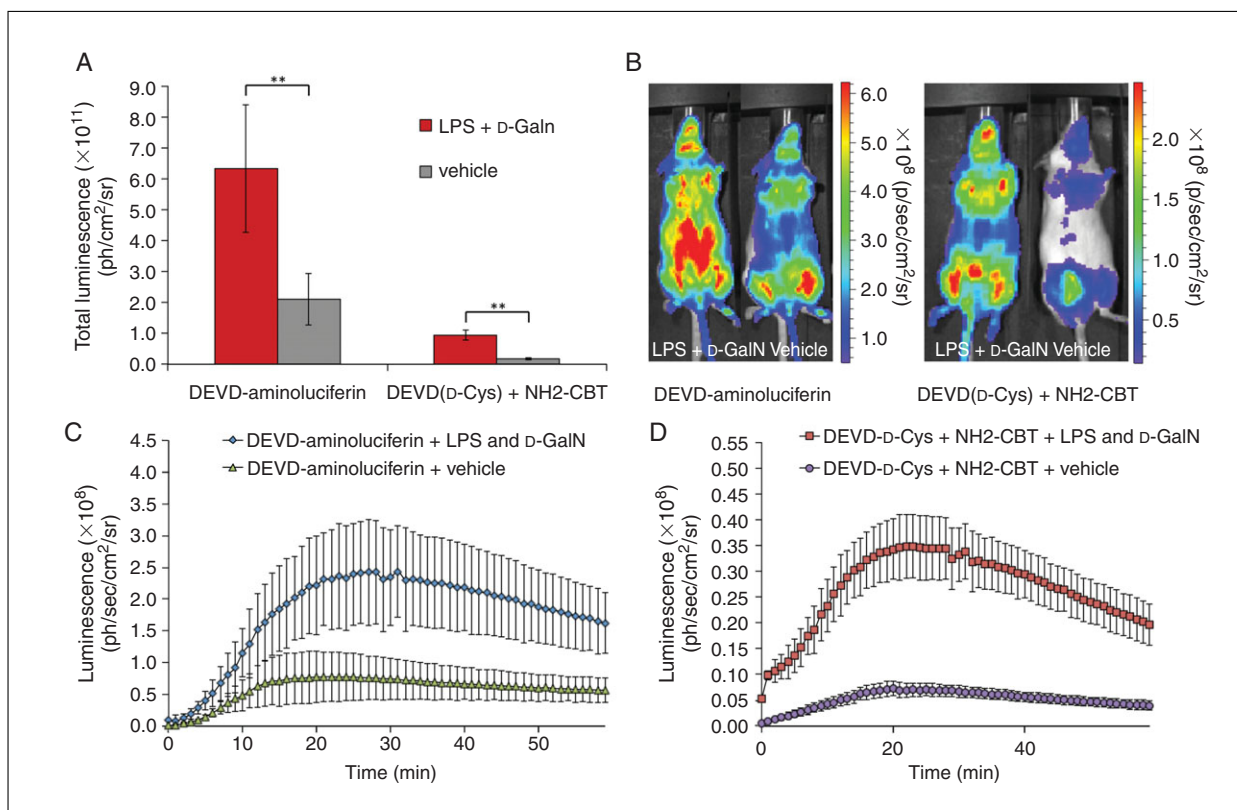 A
Total luminescence (×10¹¹)
(ph/cm²/sr)
9.0
8.0
7.0
6.0
5.0
4.0
3.0
2.0
1.0
0.0
**
**
LPS + D-Galn
vehicle
DEVD-aminoluciferin
DEVD(D-Cys) + NH2-CBT
B
LPS + D-GalN Vehicle
6.0
5.0
4.0
3.0
2.0
1.0
×10⁸ (p/sec/cm²/sr)
DEVD-aminoluciferin
LPS + D-GalN Vehicle
2.0
1.5
1.0
0.5
×10⁸ (p/sec/cm²/sr)
DEVD(D-Cys) + NH2-CBT
C
DEVD-aminoluciferin + LPS and D-GalN
DEVD-aminoluciferin + vehicle
Luminescence (×10⁸)
(ph/sec/cm²/sr)
4.5
4.0
3.5
3.0
2.5
2.0
1.5
1.0
0.5
0.0
0
10
20
30
40
50
Time (min)
D
DEVD-D-Cys + NH2-CBT + LPS and D-GalN
DEVD-D-Cys + NH2-CBT + vehicle
Luminescence (×10⁸)
(ph/sec/cm²/sr)
0.55
0.50
0.45
0.40
0.35
0.30
0.25
0.20
0.15
0.10
0.05
0.00
0
20
40
Time (min)